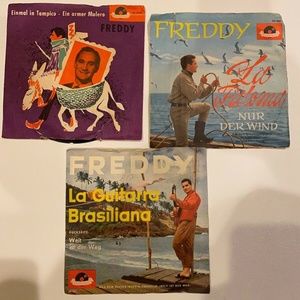 Einmal in Tampico - Ein armer Mulero
FREDDY
FREDDY
La Paloma
NUR DER WIND
FREDDY
La Guitarra
Brasiliana
Weit
ist der Weg